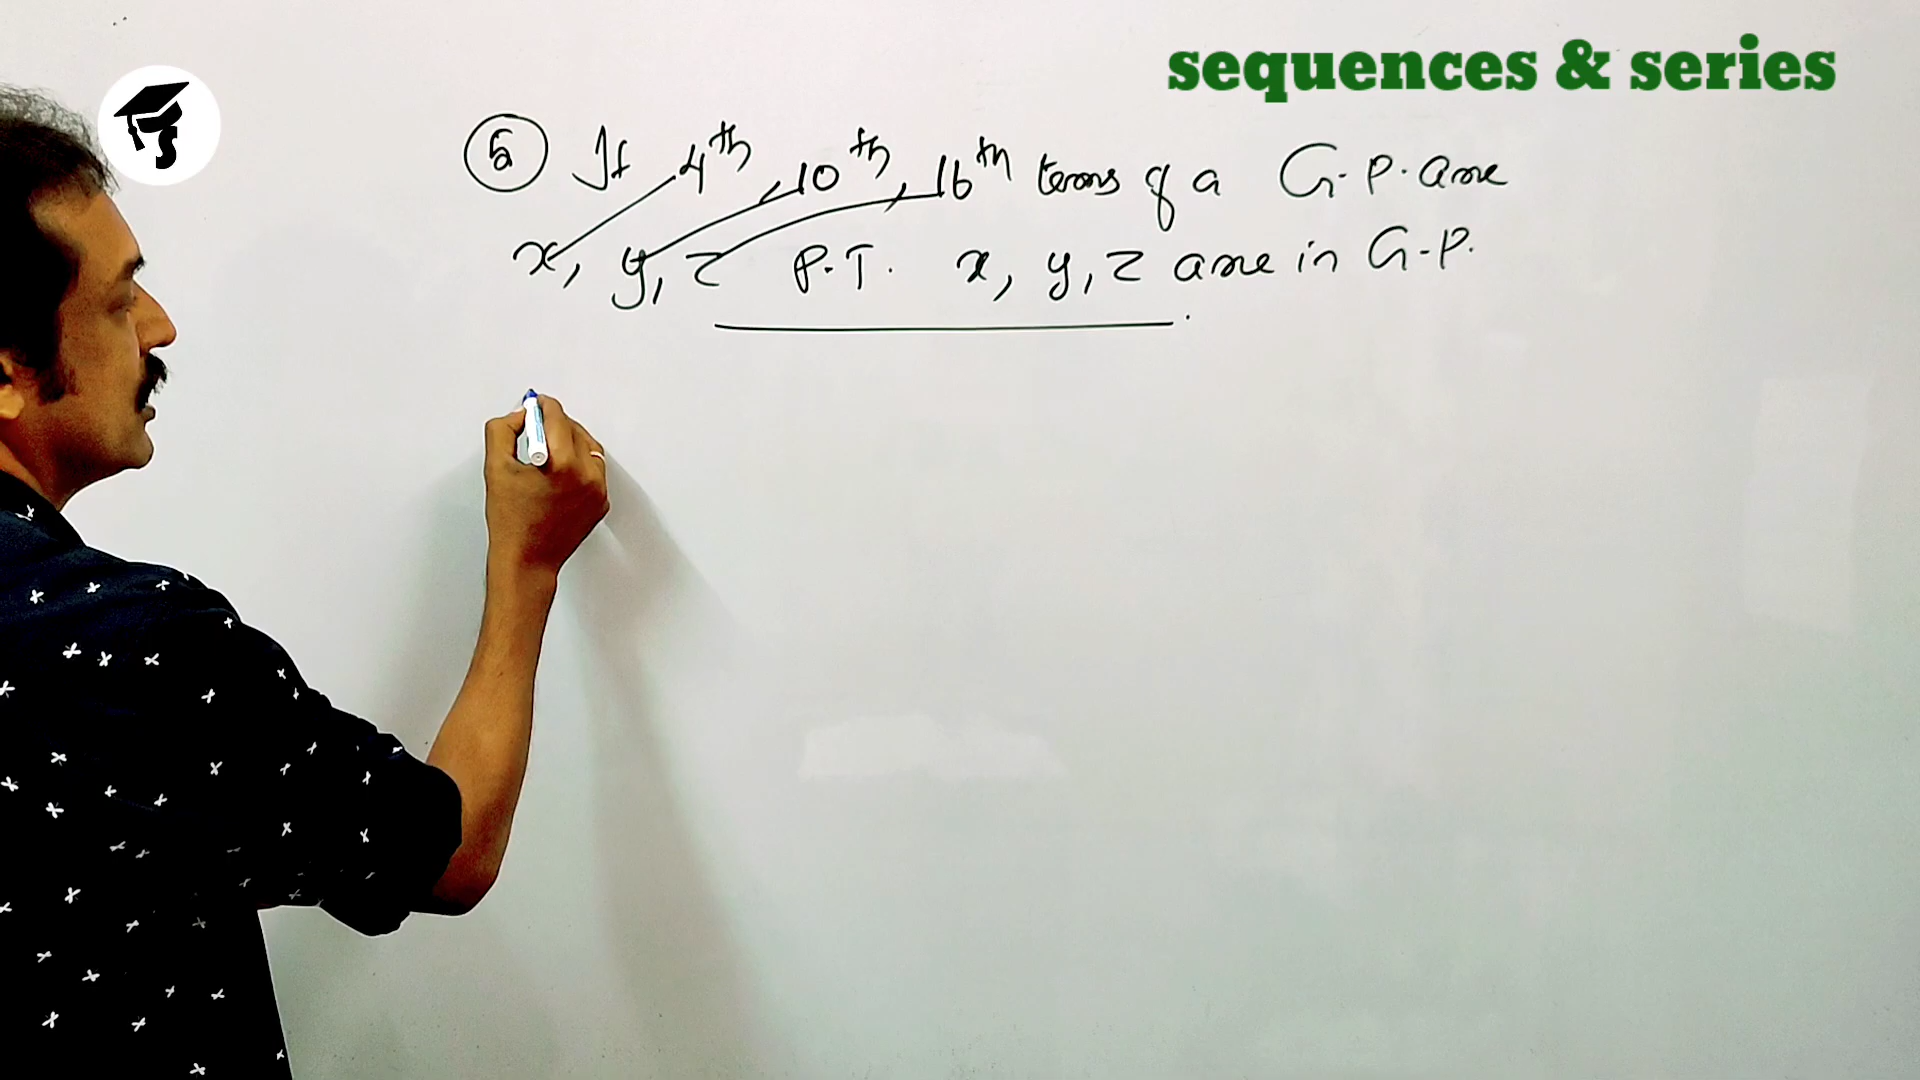 sequences & series
5 If 4th, 10th, 16th terms of a G.P. are
x, y, z P.T. x, y, z are in G.P.